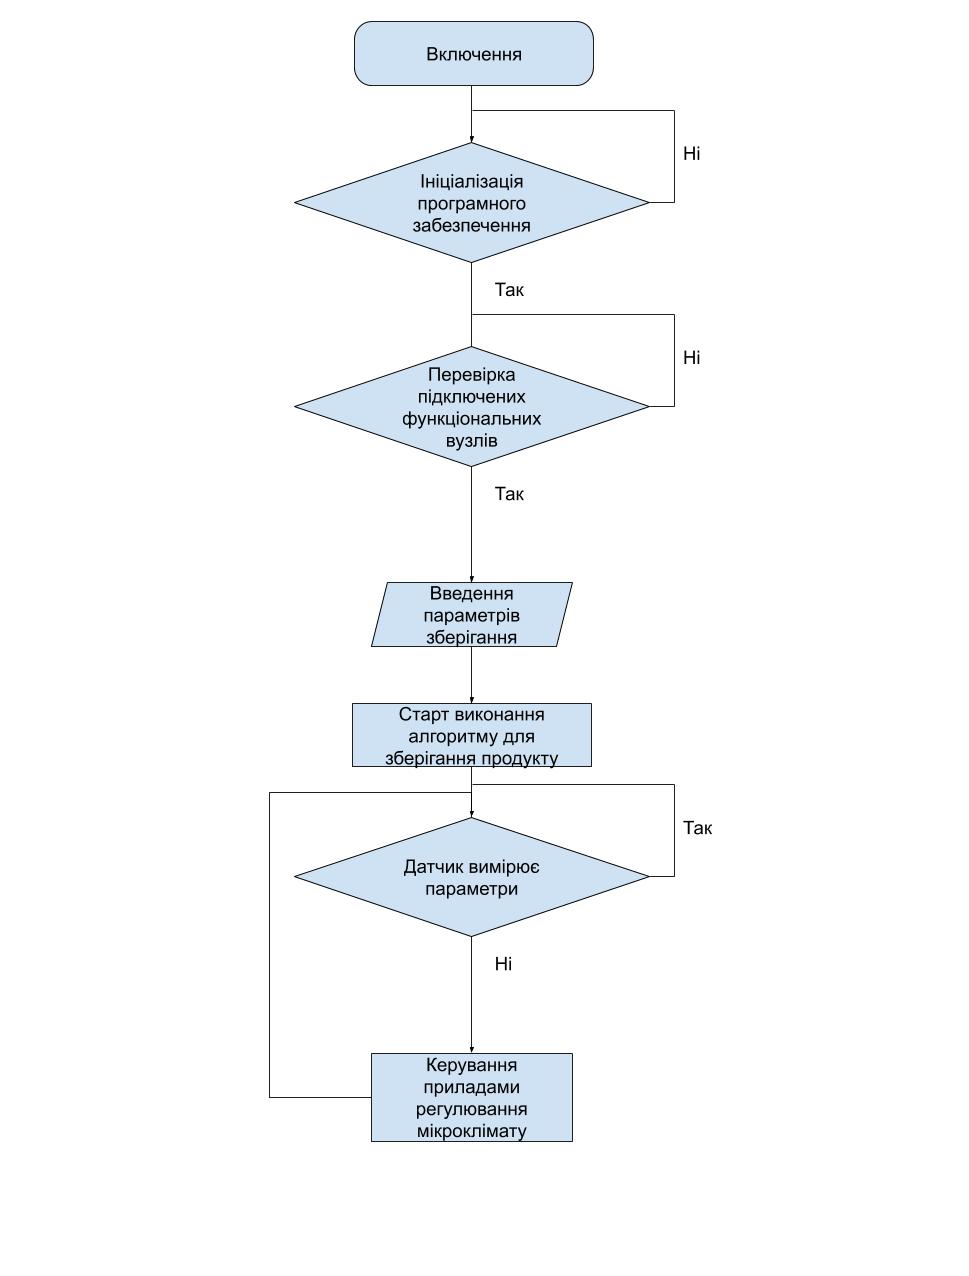 Включення
Ні
Ініціалізація
програмного
забезпечення
Так
Ні
Перевірка
підключених
функціональних
вузлів
Так
Введення
параметрів
зберігання
Старт виконання
алгоритму для
зберігання продукту
Так
Датчик вимірює
параметри
Ні
Керування
приладами
регулювання
мікроклімату